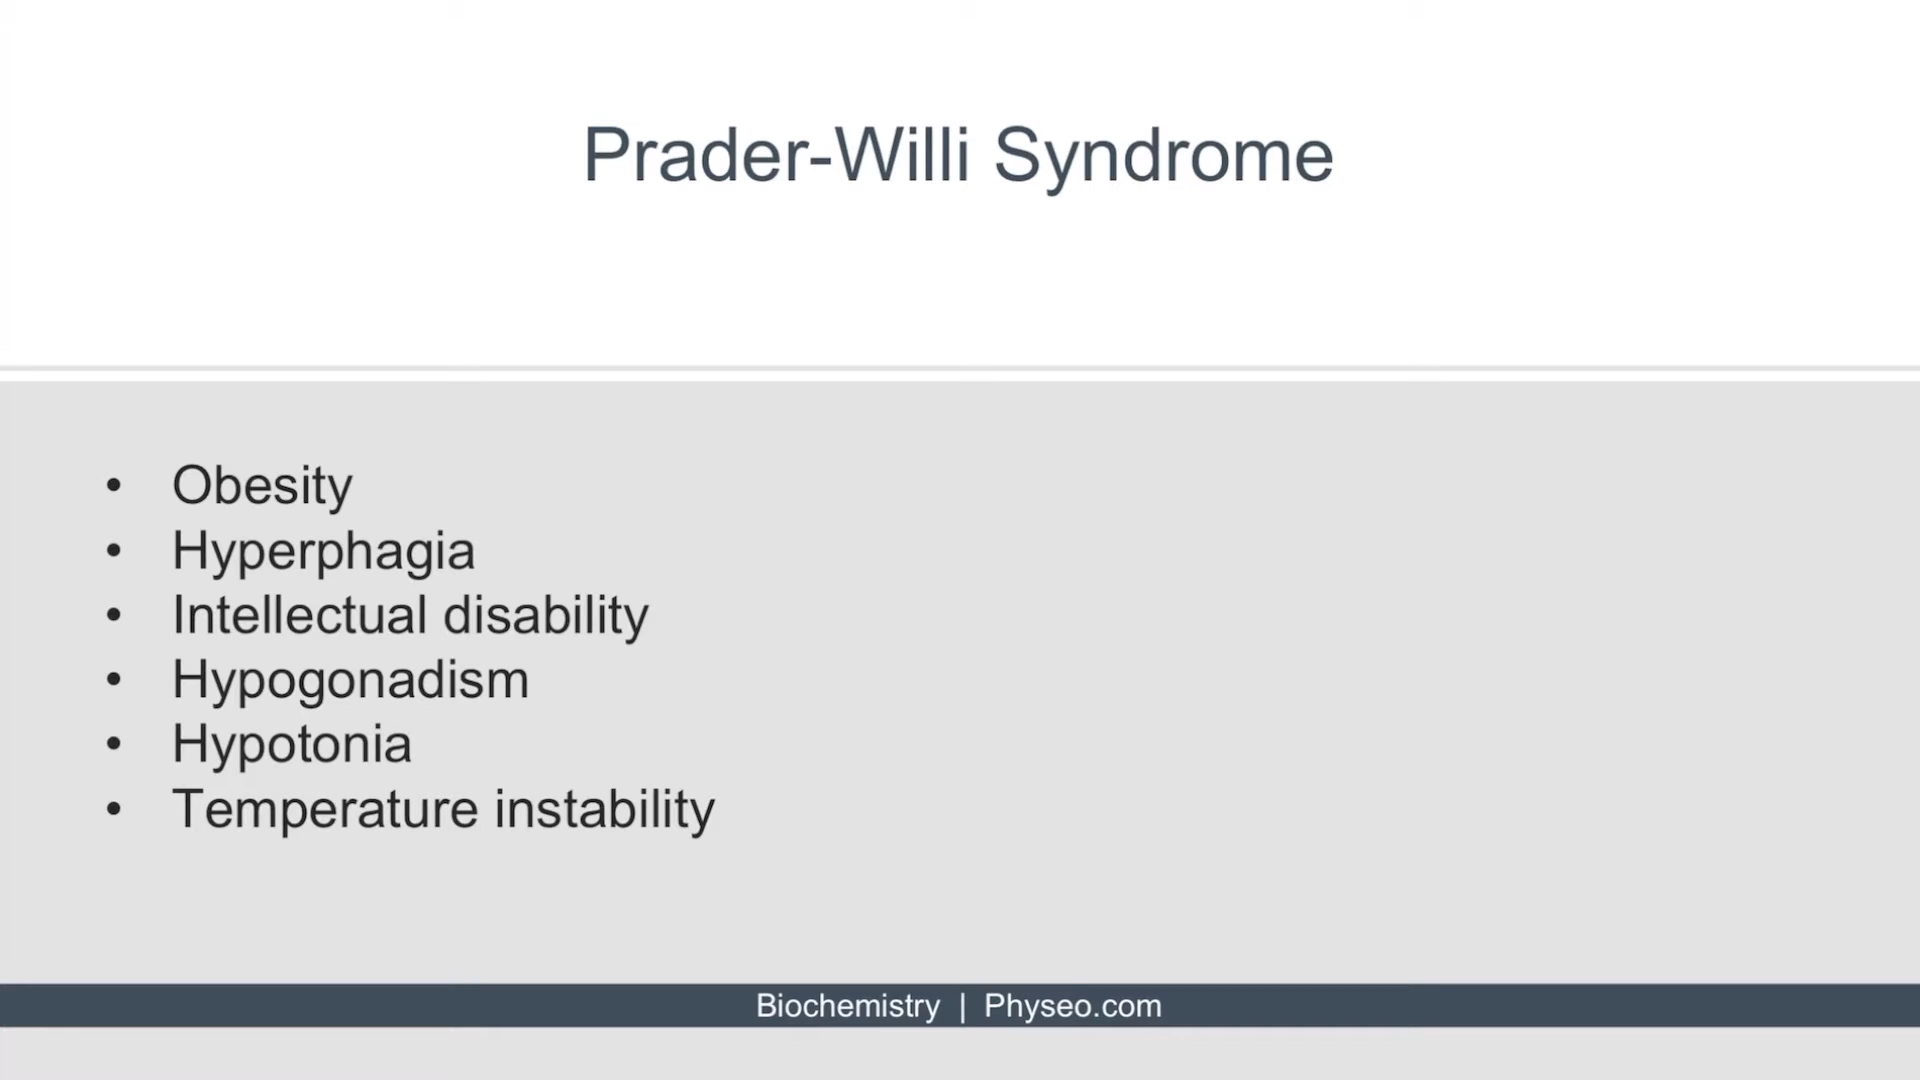 Prader-Willi Syndrome
• Obesity
• Hyperphagia
• Intellectual disability
• Hypogonadism
• Hypotonia
• Temperature instability
Biochemistry | Physeo.com